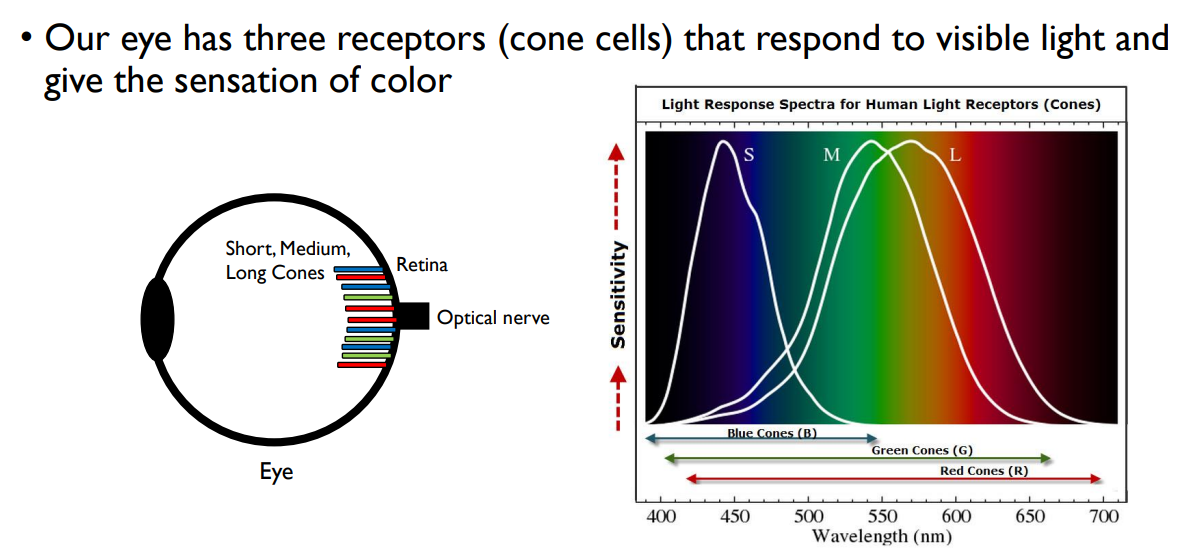 • Our eye has three receptors (cone cells) that respond to visible light and
give the sensation of color
Short, Medium,
Long Cones
Retina
Optical nerve
Eye
Light Response Spectra for Human Light Receptors (Cones)
S
M
L
Sensitivity
Blue Cones (B)
Green Cones (G)
Red Cones (R)
400 450 500 550 600 650 700
Wavelength (nm)